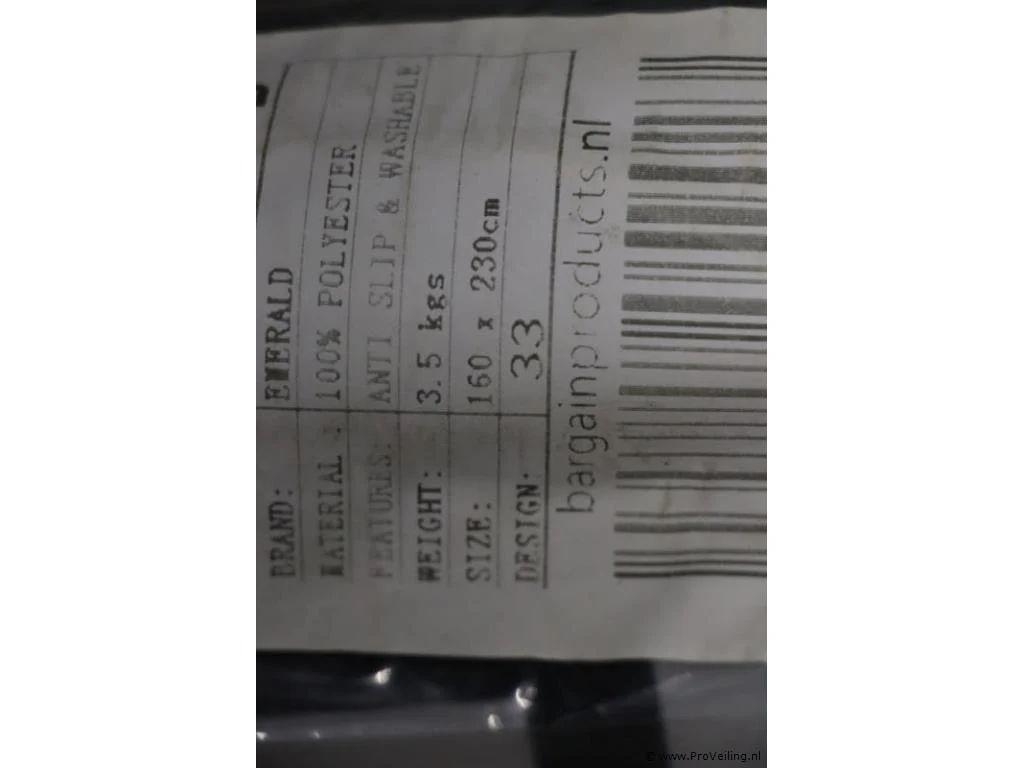 BRAND: EMERALD
MATERIAL : 100% POLYESTER
FEATURES: ANTI SLIP & WASHABLE
WEIGHT: 3.5 kgs
SIZE: 160 x 230cm
DESIGN: 33
bargainproducts.nl
© www.ProVeiling.nl